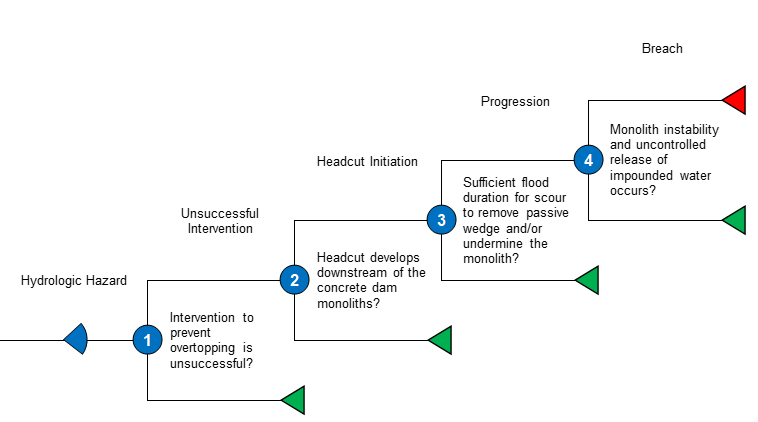 Breach
Progression
Monolith instability
and uncontrolled
release of
impounded water
occurs?
4
Headcut Initiation
Sufficient flood
duration for scour
to remove passive
wedge and/or
undermine the
monolith?
3
Unsuccessful
Intervention
Headcut develops
downstream of the
concrete dam
monoliths?
2
Hydrologic Hazard
Intervention to
prevent
overtopping is
unsuccessful?
1